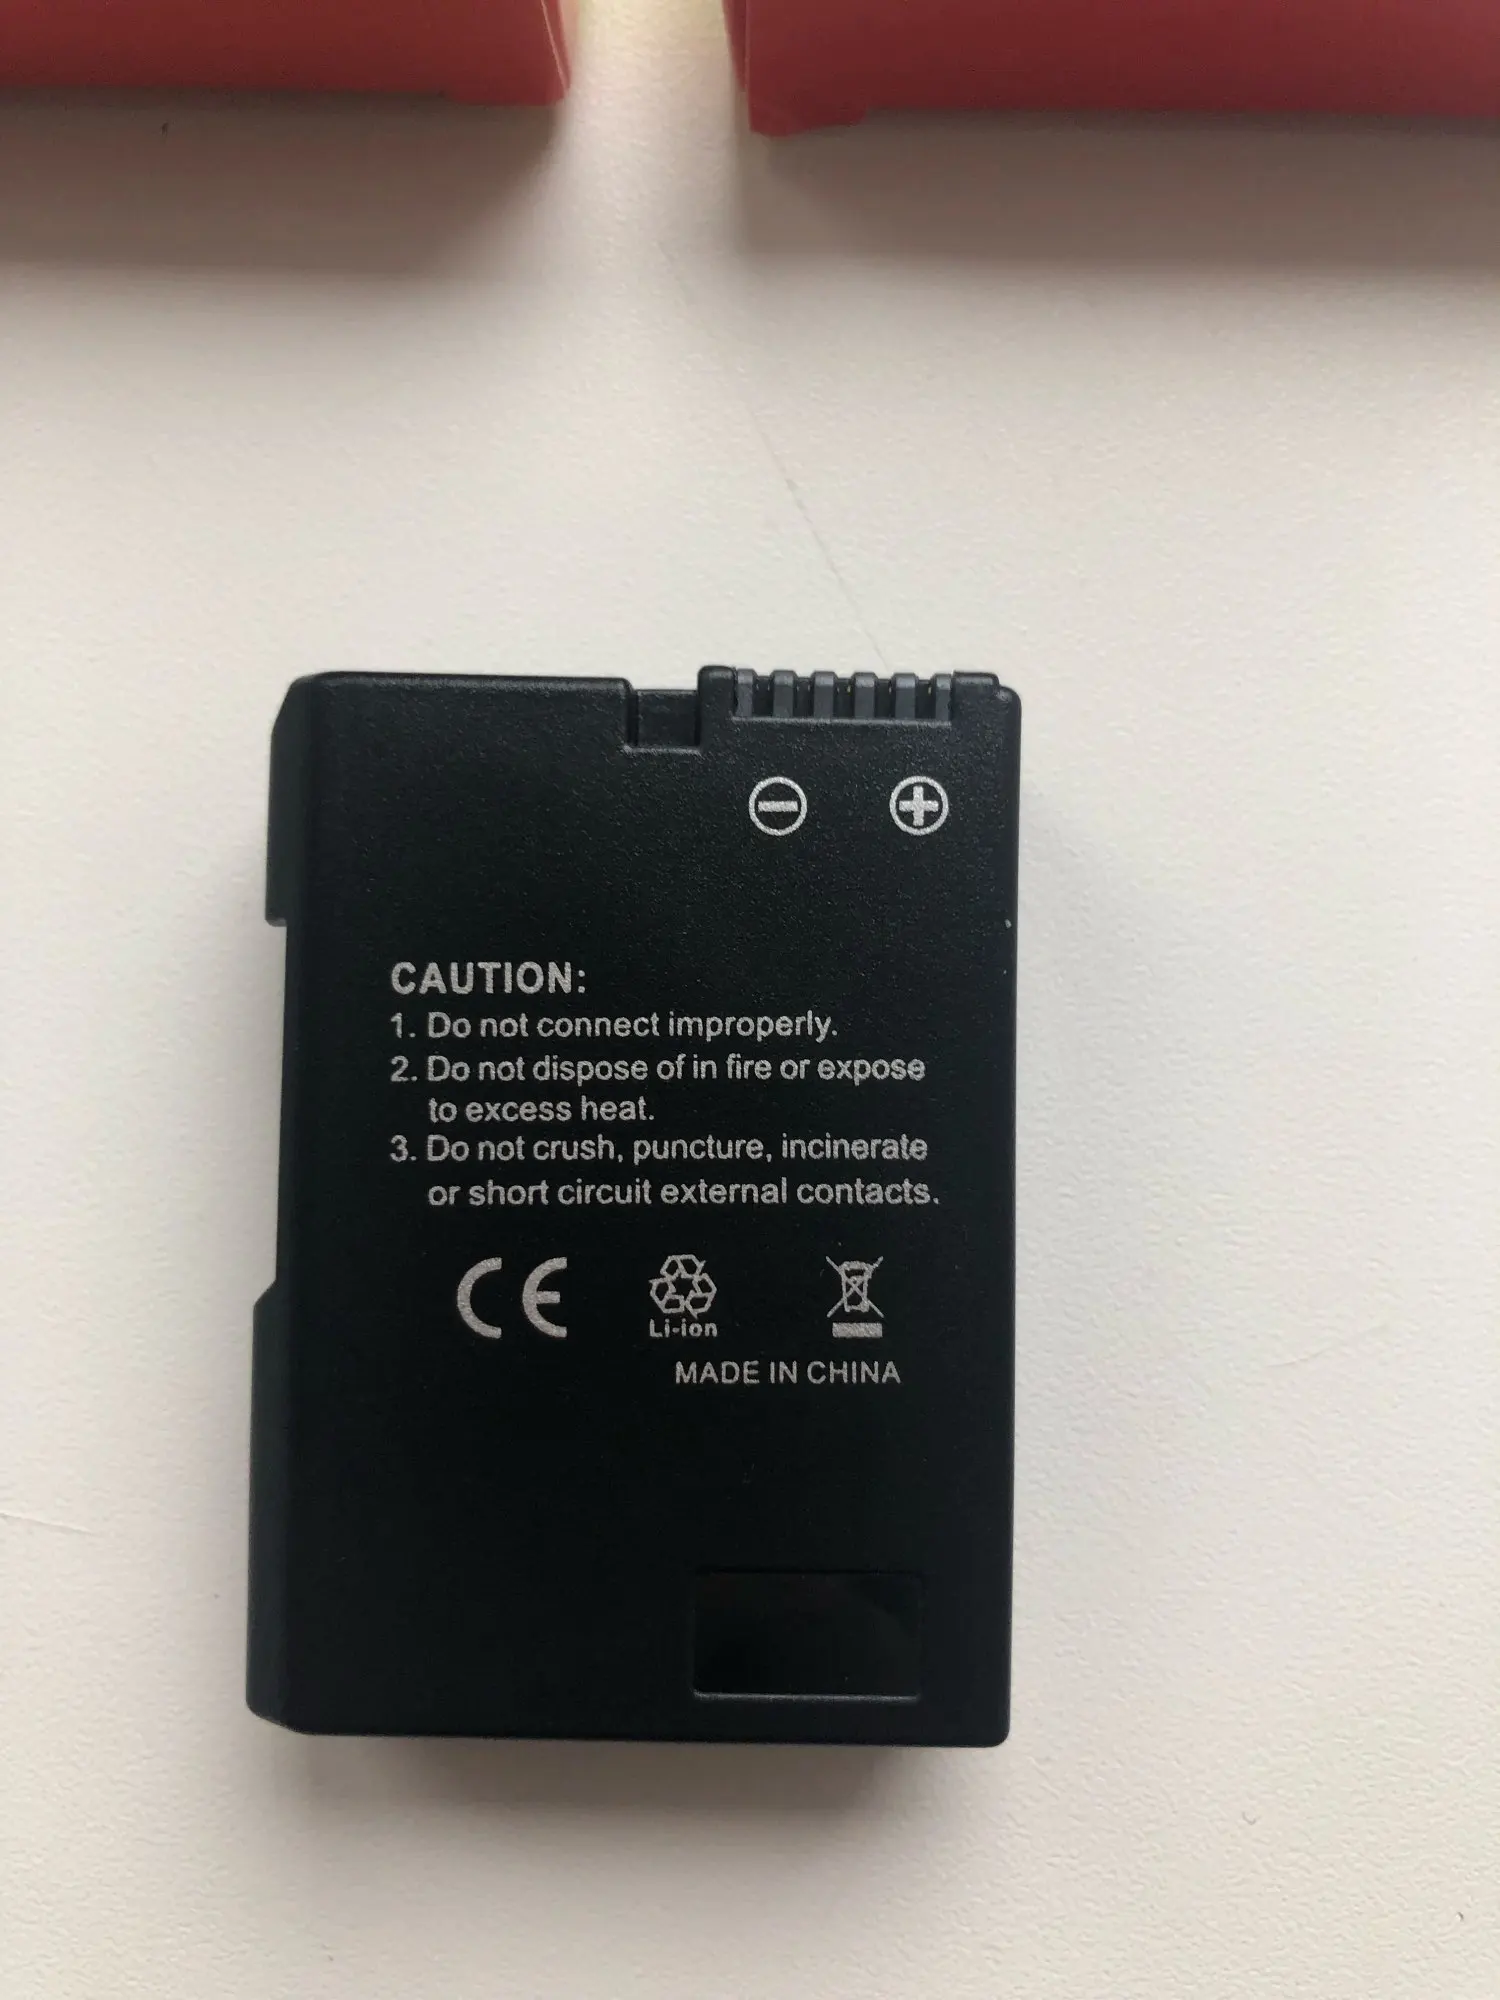 CAUTION:
1. Do not connect improperly.
2. Do not dispose of in fire or expose
to excess heat.
3. Do not crush, puncture, incinerate
or short circuit external contacts.
CE Li-ion
MADE IN CHINA